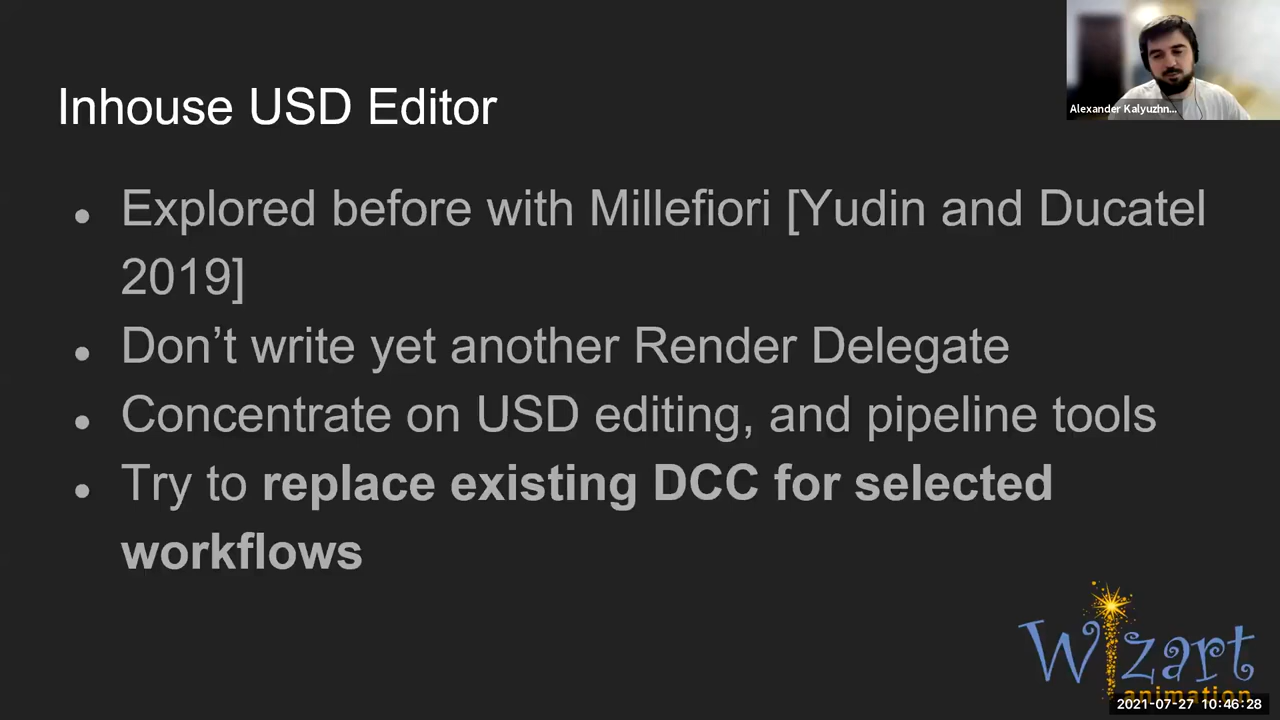 Inhouse USD Editor
Alexander Kalyuzhn...
● Explored before with Millefiori [Yudin and Ducatel
2019]
● Don’t write yet another Render Delegate
● Concentrate on USD editing, and pipeline tools
● Try to replace existing DCC for selected
workflows
Wizart
animation
2021-07-27 10:46:28